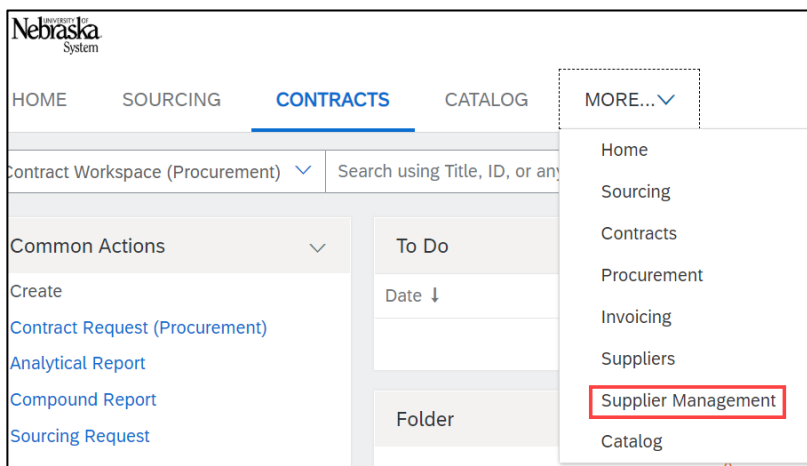 UNIVERSITY OF
Nebraska
System
HOME SOURCING CONTRACTS CATALOG MORE...
Contract Workspace (Procurement) Search using Title, ID, or any
Common Actions
Create
Contract Request (Procurement)
Analytical Report
Compound Report
Sourcing Request
To Do
Date ↓
Folder
Home
Sourcing
Contracts
Procurement
Invoicing
Suppliers
Supplier Management
Catalog